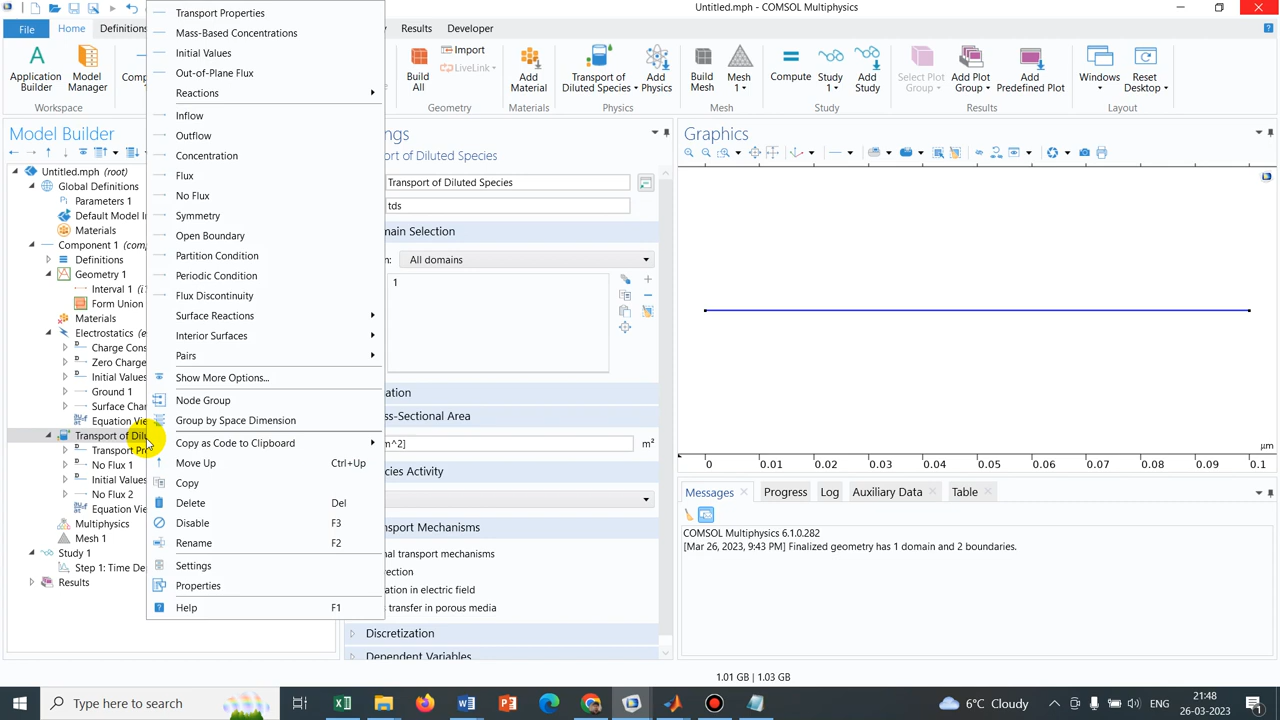 Untitled.mph - COMSOL Multiphysics
File
Home
Definitions
Results
Developer
Application
Builder
Workspace
Model
Manager
Build
All
Import
LiveLink
Geometry
Add
Material
Materials
Transport of
Diluted Species
Add
Physics
Physics
Build
Mesh
Mesh
1
Mesh
Compute
Study
1
Add
Study
Study
Select Plot
Group
Add Plot
Group
Add
Predefined Plot
Results
Windows
Reset
Desktop
Layout
Model Builder
Untitled.mph (root)
Global Definitions
Parameters 1
Default Model In
Materials
Component 1 (comp
Definitions
Geometry 1
Interval 1 (i
Form Union
Materials
Electrostatics (e
Charge Cons
Zero Charge
Initial Values
Ground 1
Surface Char
Equation Vie
Transport of Dilu
Transport Pro
No Flux 1
Initial Values
No Flux 2
Equation Vie
Multiphysics
Mesh 1
Study 1
Step 1: Time De
Results
Transport Properties
Mass-Based Concentrations
Initial Values
Out-of-Plane Flux
Reactions
Inflow
Outflow
Concentration
Flux
No Flux
Symmetry
Open Boundary
Partition Condition
Periodic Condition
Flux Discontinuity
Surface Reactions
Interior Surfaces
Pairs
Show More Options...
Node Group
Group by Space Dimension
Copy as Code to Clipboard
Move Up Ctrl+Up
Copy
Delete Del
Disable F3
Rename F2
Settings
Properties
Help F1
ngs
ort of Diluted Species
Transport of Diluted Species
tds
main Selection
n: All domains
1
ation
ss-Sectional Area
m^2] m²
cies Activity
nsport Mechanisms
nal transport mechanisms
ection
ation in electric field
s transfer in porous media
Discretization
Dependent Variables
Graphics
μm
0 0.01 0.02 0.03 0.04 0.05 0.06 0.07 0.08 0.09 0.1
Messages Progress Log Auxiliary Data Table
COMSOL Multiphysics 6.1.0.282
[Mar 26, 2023, 9:43 PM] Finalized geometry has 1 domain and 2 boundaries.
1.01 GB | 1.03 GB
Type here to search
6°C Cloudy
ENG
21:48
26-03-2023